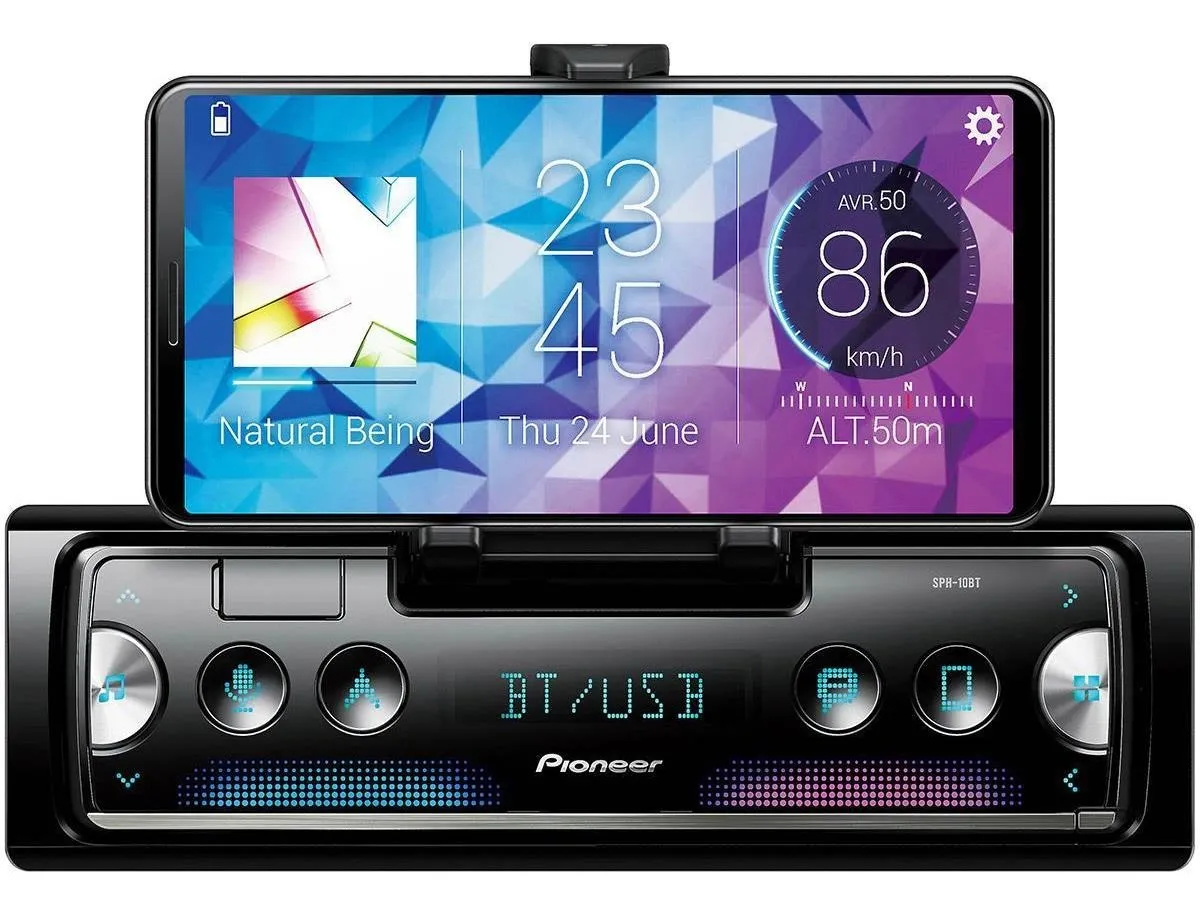 AVR.50
23
45
86
km/h
W N
Natural Being
Thu 24 June
ALT.50m
SPH-10BT
A
BT/USB
P
Pioneer